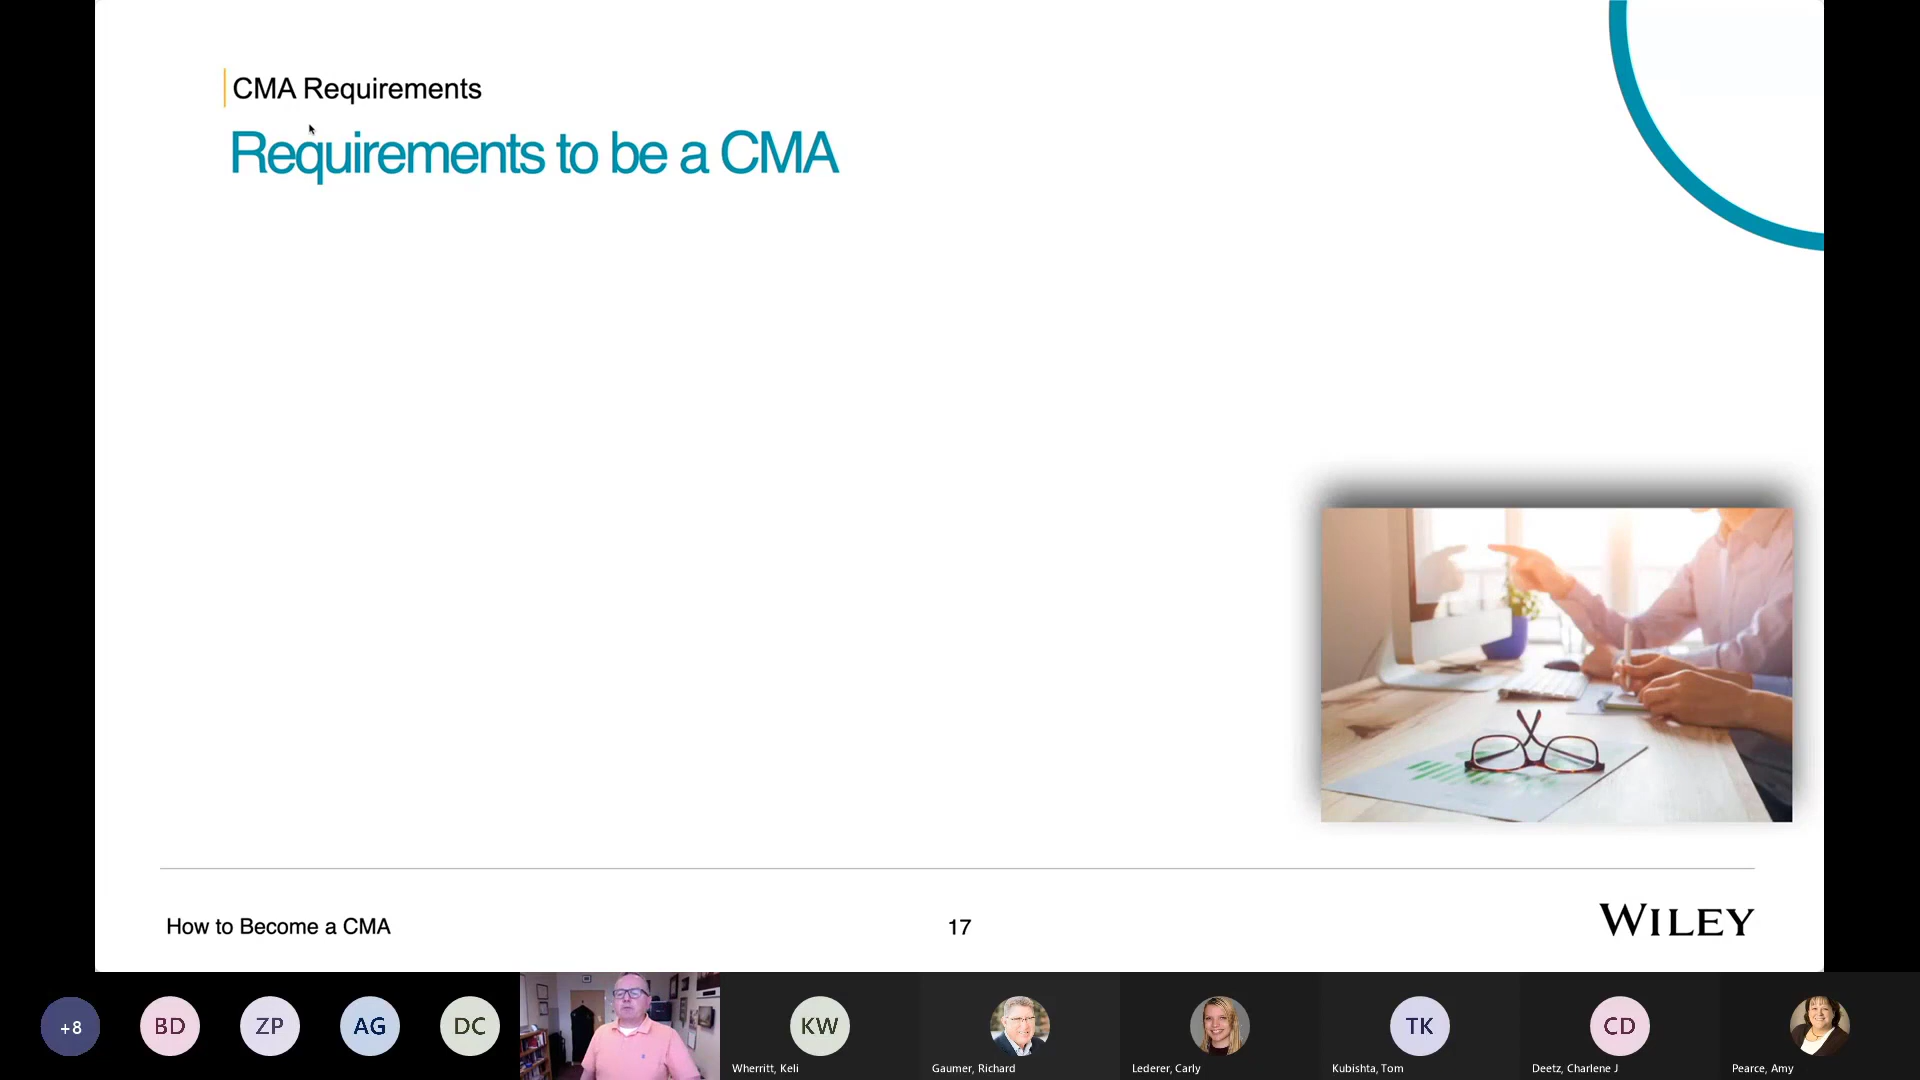 CMA Requirements
Requirements to be a CMA
How to Become a CMA
17
WILEY
+8
BD
ZP
AG
DC
KW
TK
CD
Wherritt, Keli
Gaumer, Richard
Lederer, Carly
Kubishta, Tom
Deetz, Charlene J
Pearce, Amy